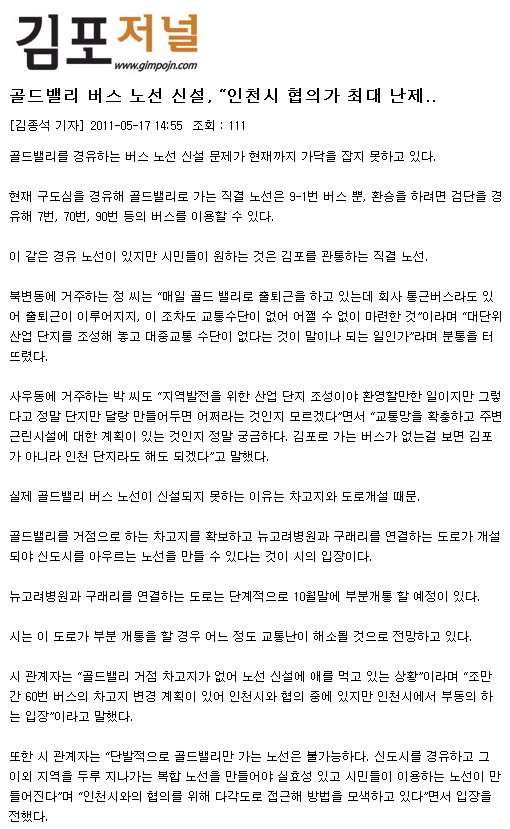 김포저널
www.gimpojn.com
골드밸리 버스 노선 신설, “인천시 협의가 최대 난제..
[김종석 기자] 2011-05-17 14:55 조회 : 111
골드밸리를 경유하는 버스 노선 신설 문제가 현재까지 가닥을 잡지 못하고 있다.
현재 구도심을 경유해 골드밸리로 가는 직결 노선은 9-1번 버스 뿐, 환승을 하려면 검단을 경
유해 7번, 70번, 90번 등의 버스를 이용할 수 있다.
이 같은 경유 노선이 있지만 시민들이 원하는 것은 김포를 관통하는 직결 노선.
북변동에 거주하는 정 씨는 “매일 골드 밸리로 출퇴근을 하고 있는데 회사 통근버스라도 있
어 출퇴근이 이루어지지, 이 조차도 교통수단이 없어 어쩔 수 없이 마련한 것”이라며 “대단위
산업 단지를 조성해 놓고 대중교통 수단이 없다는 것이 말이나 되는 일인가”라며 분통을 터
뜨렸다.
사우동에 거주하는 박 씨도 “지역발전을 위한 산업 단지 조성이야 환영할만한 일이지만 그렇
다고 정말 단지만 달랑 만들어두면 어쩌라는 것인지 모르겠다”면서 “교통망을 확충하고 주변
근린시설에 대한 계획이 있는 것인지 정말 궁금하다. 김포로 가는 버스가 없는걸 보면 김포
가 아니라 인천 단지라도 해도 되겠다”고 말했다.
실제 골드밸리 버스 노선이 신설되지 못하는 이유는 차고지와 도로개설 때문.
골드밸리를 거점으로 하는 차고지를 확보하고 뉴고려병원과 구래리를 연결하는 도로가 개설
되야 신도시를 아우르는 노선을 만들 수 있다는 것이 시의 입장이다.
뉴고려병원과 구래리를 연결하는 도로는 단계적으로 10월말에 부분개통 할 예정이 있다.
시는 이 도로가 부분 개통을 할 경우 어느 정도 교통난이 해소될 것으로 전망하고 있다.
시 관계자는 “골드밸리 거점 차고지가 없어 노선 신설에 애를 먹고 있는 상황”이라며 “조만
간 60번 버스의 차고지 변경 계획이 있어 인천시와 협의 중에 있지만 인천시에서 부동의 하
는 입장”이라고 말했다.
또한 시 관계자는 “단발적으로 골드밸리만 가는 노선은 불가능하다. 신도시를 경유하고 그
이외 지역을 두루 지나가는 복합 노선을 만들어야 실효성 있고 시민들이 이용하는 노선이 만
들어진다”며 “인천시와의 협의를 위해 다각도로 접근해 방법을 모색하고 있다”면서 입장을
전했다.